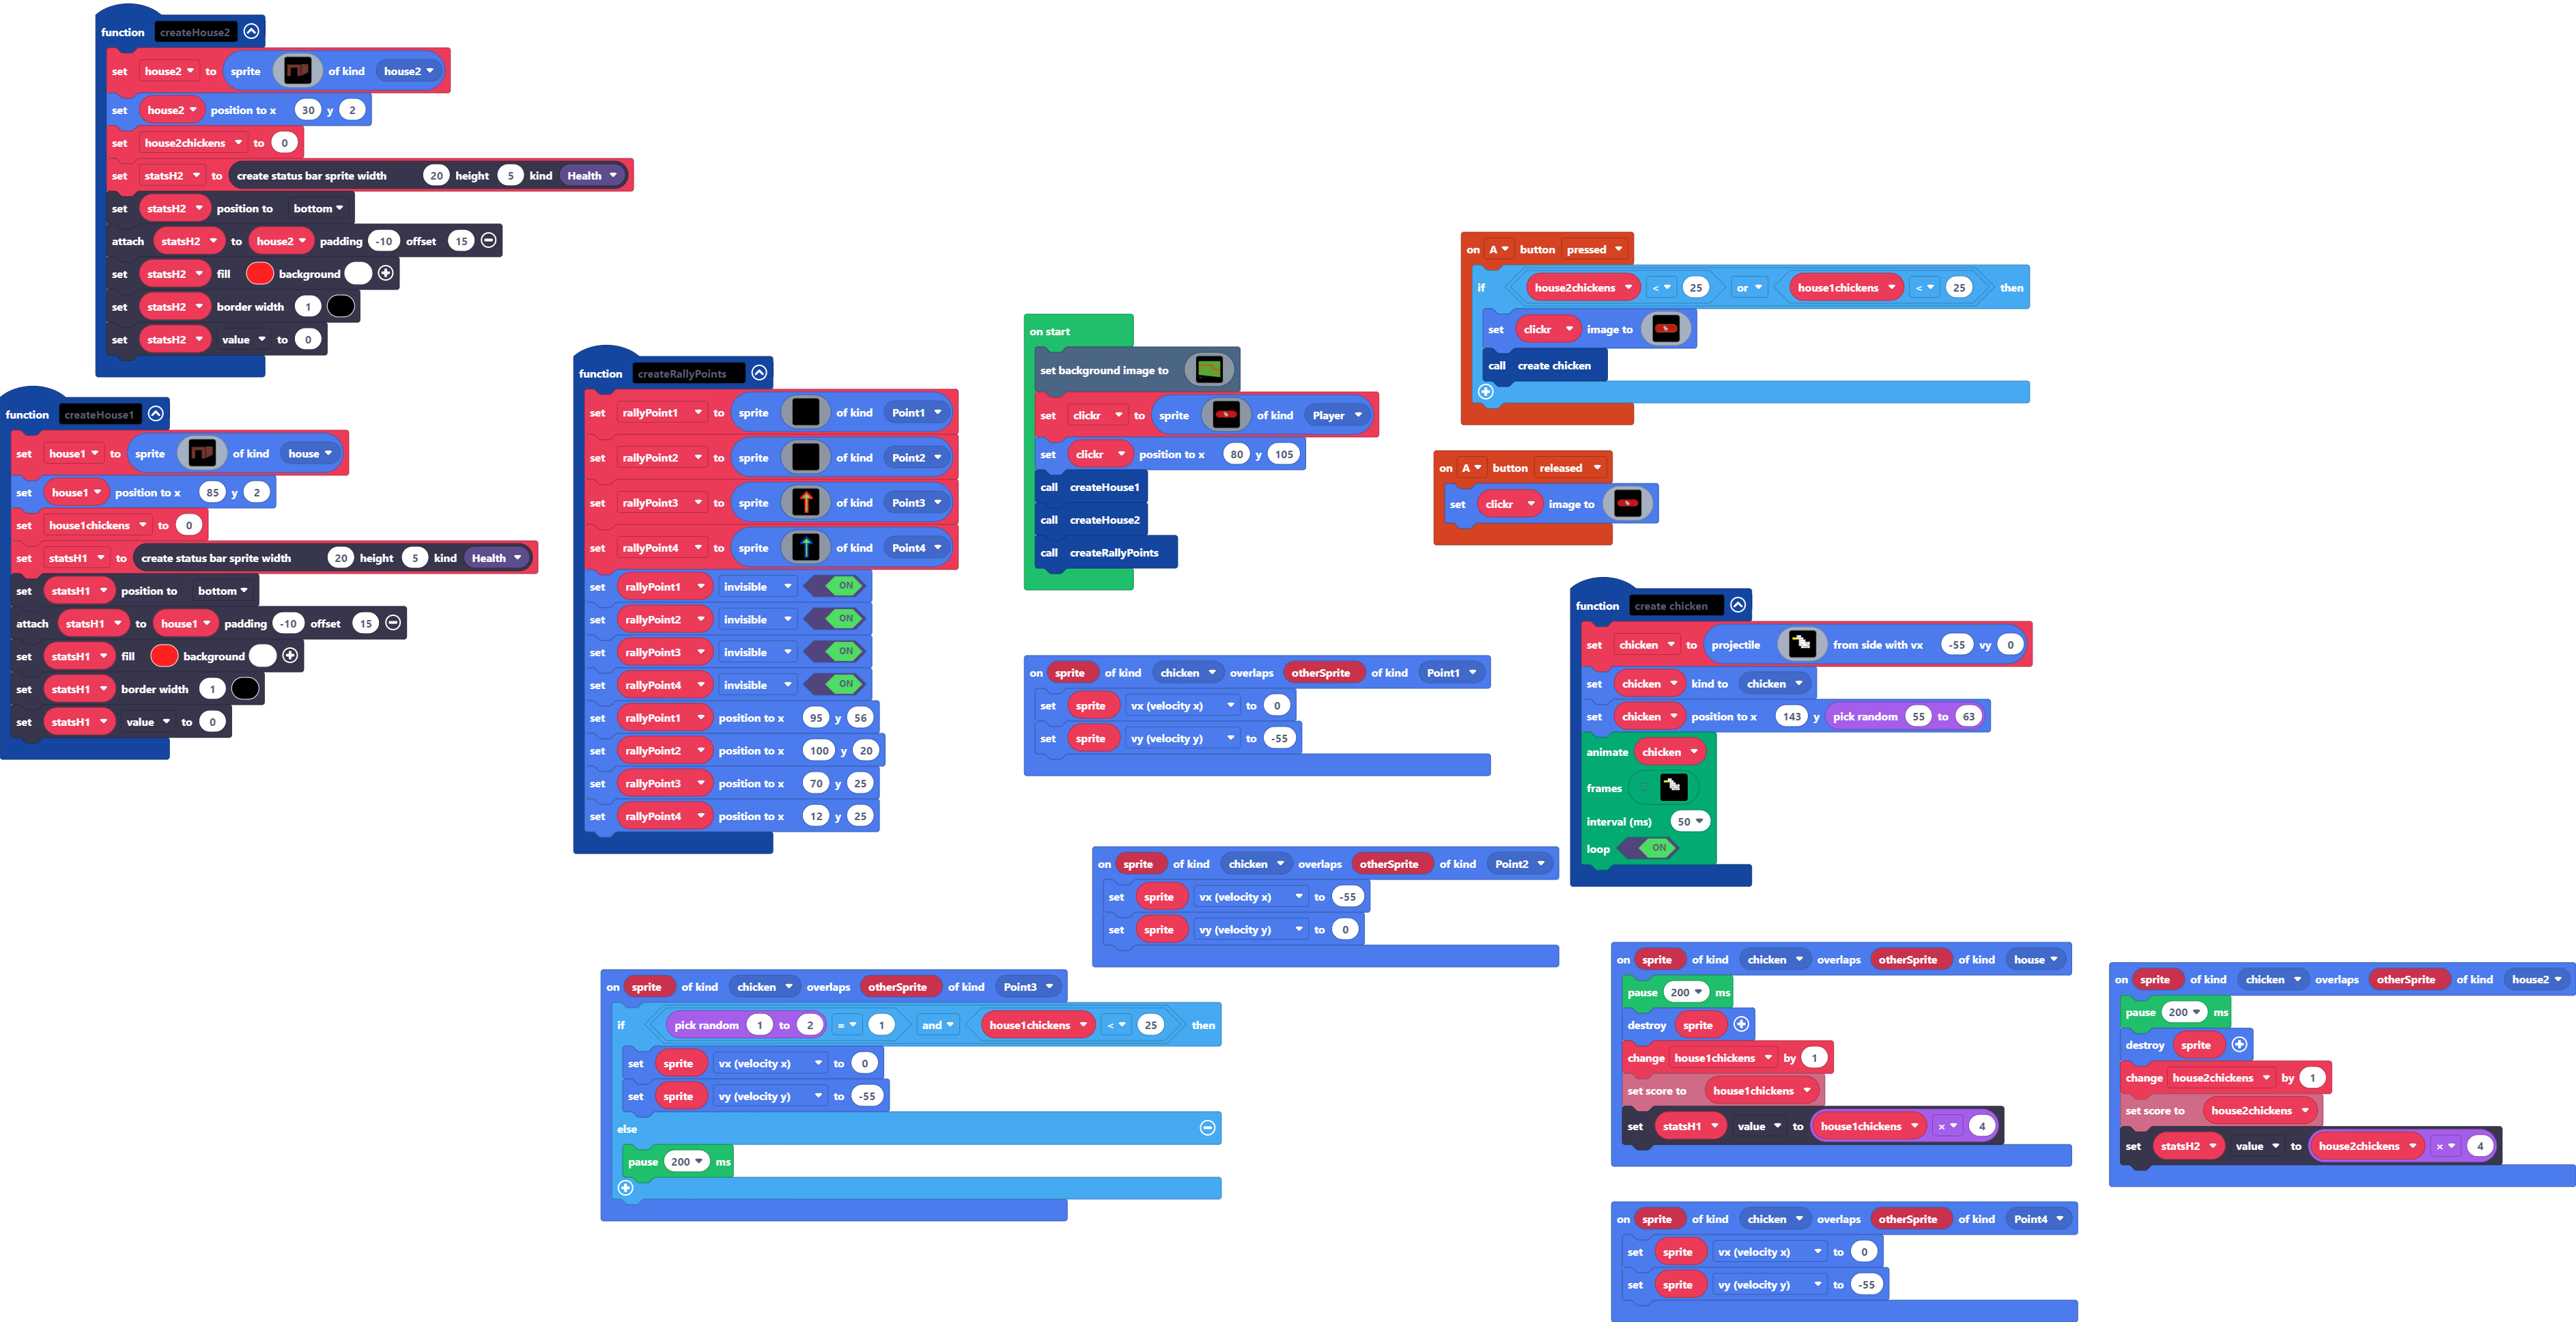 function createHouse2
set house2 to sprite of kind house2
set house2 position to x 30 y 2
set house2chickens to 0
set statsH2 to create status bar sprite width 20 height 5 kind Health
set statsH2 position to bottom
attach statsH2 to house2 padding -10 offset 15
set statsH2 fill background
set statsH2 border width 1
set statsH2 value to 0
function createHouse1
set house1 to sprite of kind house
set house1 position to x 85 y 2
set house1chickens to 0
set statsH1 to create status bar sprite width 20 height 5 kind Health
set statsH1 position to bottom
attach statsH1 to house1 padding -10 offset 15
set statsH1 fill background
set statsH1 border width 1
set statsH1 value to 0
function createRallyPoints
set rallyPoint1 to sprite of kind Point1
set rallyPoint2 to sprite of kind Point2
set rallyPoint3 to sprite of kind Point3
set rallyPoint4 to sprite of kind Point4
set rallyPoint1 invisible ON
set rallyPoint2 invisible ON
set rallyPoint3 invisible ON
set rallyPoint4 invisible ON
set rallyPoint1 position to x 95 y 56
set rallyPoint2 position to x 100 y 20
set rallyPoint3 position to x 70 y 25
set rallyPoint4 position to x 12 y 25
on start
set background image to
set clickr to sprite of kind Player
set clickr position to x 80 y 105
call createHouse1
call createHouse2
call createRallyPoints
on A button pressed
if house2chickens < 25 or house1chickens < 25 then
set clickr image to
call create chicken
on A button released
set clickr image to
function create chicken
set chicken to projectile from side with vx -55 vy 0
set chicken kind to chicken
set chicken position to x 143 y pick random 55 to 63
animate chicken
frames
interval (ms) 50
loop ON
on sprite of kind chicken overlaps otherSprite of kind Point1
set sprite vx (velocity x) to 0
set sprite vy (velocity y) to -55
on sprite of kind chicken overlaps otherSprite of kind Point2
set sprite vx (velocity x) to -55
set sprite vy (velocity y) to 0
on sprite of kind chicken overlaps otherSprite of kind Point3
if pick random 1 to 2 = 1 and house1chickens < 25 then
set sprite vx (velocity x) to 0
set sprite vy (velocity y) to -55
else
pause 200 ms
on sprite of kind chicken overlaps otherSprite of kind house
pause 200 ms
destroy sprite
change house1chickens by 1
set score to house1chickens
set statsH1 value to house1chickens × 4
on sprite of kind chicken overlaps otherSprite of kind house2
pause 200 ms
destroy sprite
change house2chickens by 1
set score to house2chickens
set statsH2 value to house2chickens × 4
on sprite of kind chicken overlaps otherSprite of kind Point4
set sprite vx (velocity x) to 0
set sprite vy (velocity y) to -55